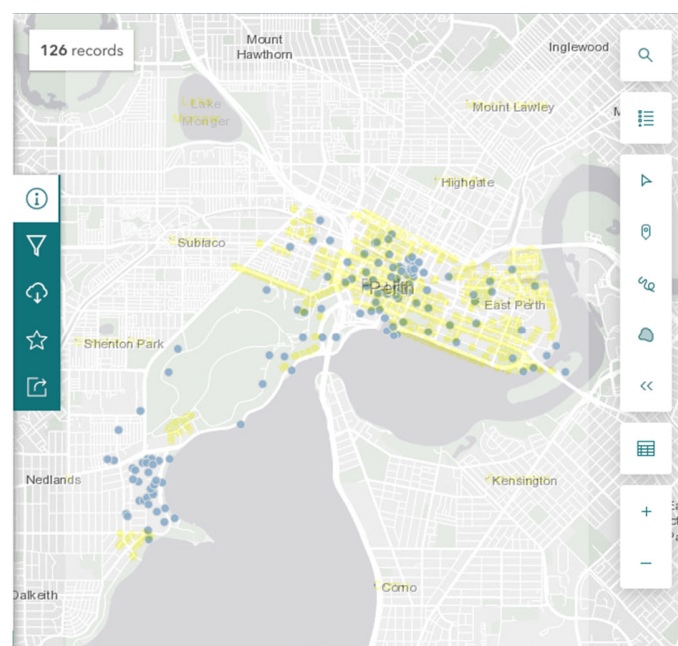 126 records
Mount
Hawthorn
Inglewood
Lake
Monger
Mount Lawley
Highgate
Subiaco
Perth
East Perth
Shenton Park
Nedlands
Kensington
Como
Dalkeith